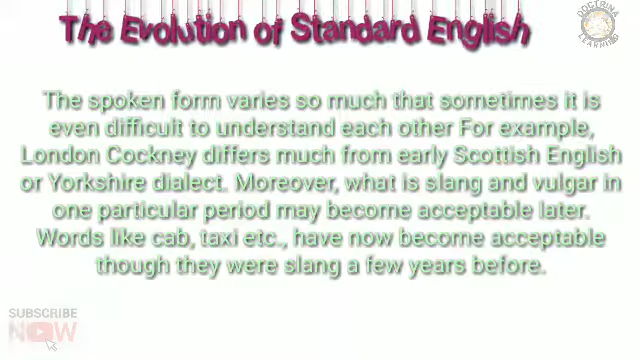 The Evolution of Standard English
DOCTRINA
LEARNING
The spoken form varies so much that sometimes it is
even difficult to understand each other For example,
London Cockney differs much from early Scottish English
or Yorkshire dialect. Moreover, what is slang and vulgar in
one particular period may become acceptable later.
Words like cab, taxi etc., have now become acceptable
though they were slang a few years before.
SUBSCRIBE
NOW